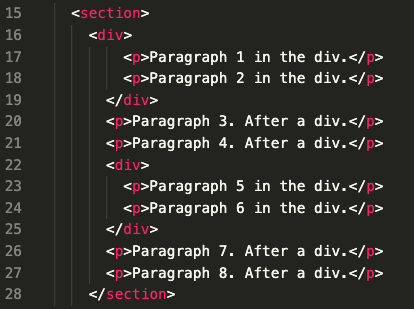 15 <section>
16 <div>
17 <p>Paragraph 1 in the div.</p>
18 <p>Paragraph 2 in the div.</p>
19 </div>
20 <p>Paragraph 3. After a div.</p>
21 <p>Paragraph 4. After a div.</p>
22 <div>
23 <p>Paragraph 5 in the div.</p>
24 <p>Paragraph 6 in the div.</p>
25 </div>
26 <p>Paragraph 7. After a div.</p>
27 <p>Paragraph 8. After a div.</p>
28 </section>